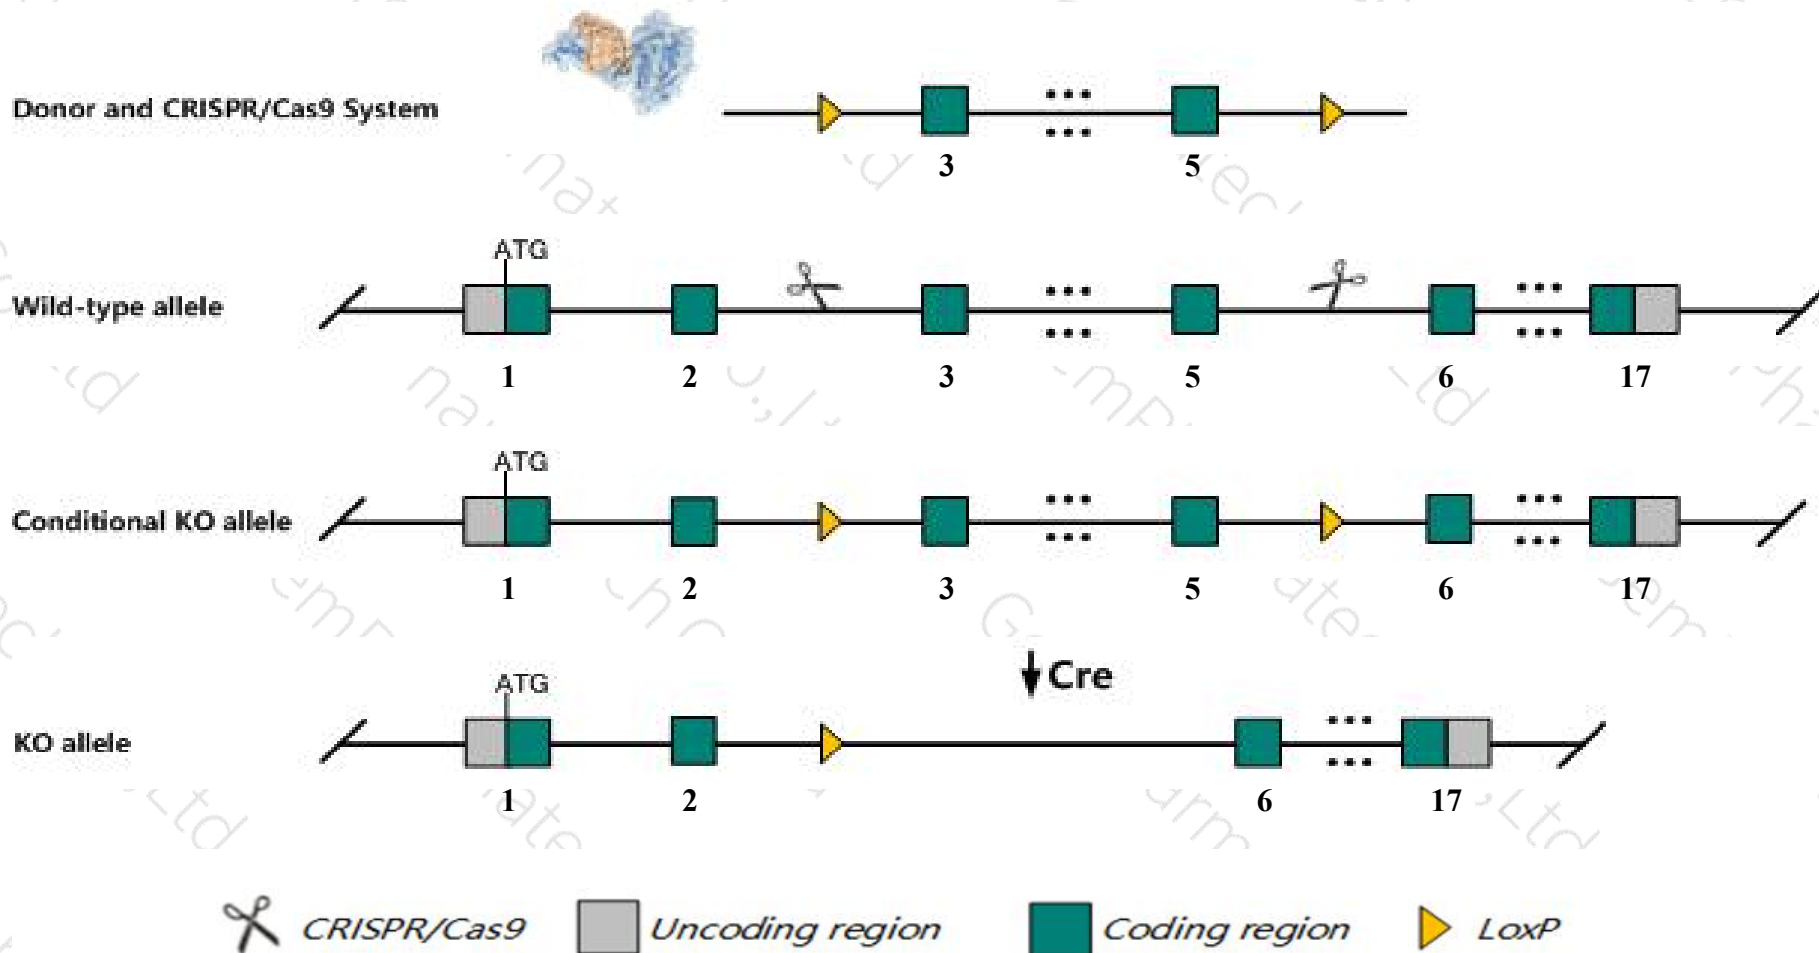 Donor and CRISPR/Cas9 System
3 ••• ••• 5
ATG
Wild-type allele
••• ••• ••• •••
1 2 3 5 6 17
ATG
Conditional KO allele
••• ••• ••• •••
1 2 3 5 6 17
Cre
ATG
KO allele
••• •••
1 2 6 17
CRISPR/Cas9 Uncoding region Coding region LoxP